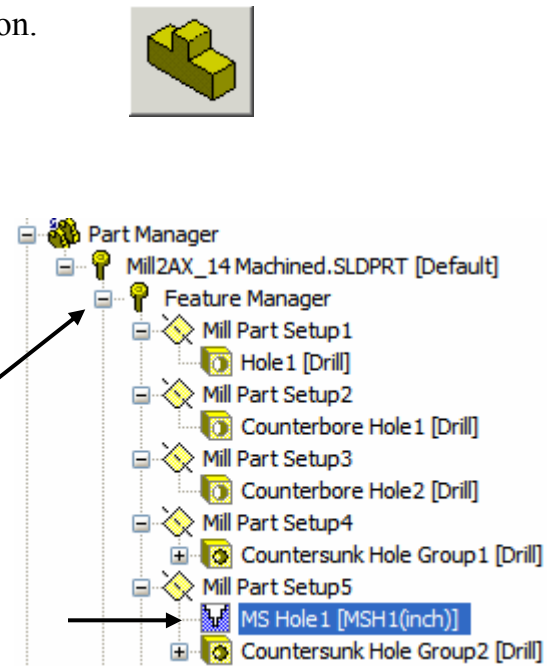 on.
Part Manager
Mill2AX_14 Machined.SLDPRT [Default]
Feature Manager
Mill Part Setup1
Hole1 [Drill]
Mill Part Setup2
Counterbore Hole1 [Drill]
Mill Part Setup3
Counterbore Hole2 [Drill]
Mill Part Setup4
Countersunk Hole Group1 [Drill]
Mill Part Setup5
MS Hole1 [MSH1(inch)]
Countersunk Hole Group2 [Drill]